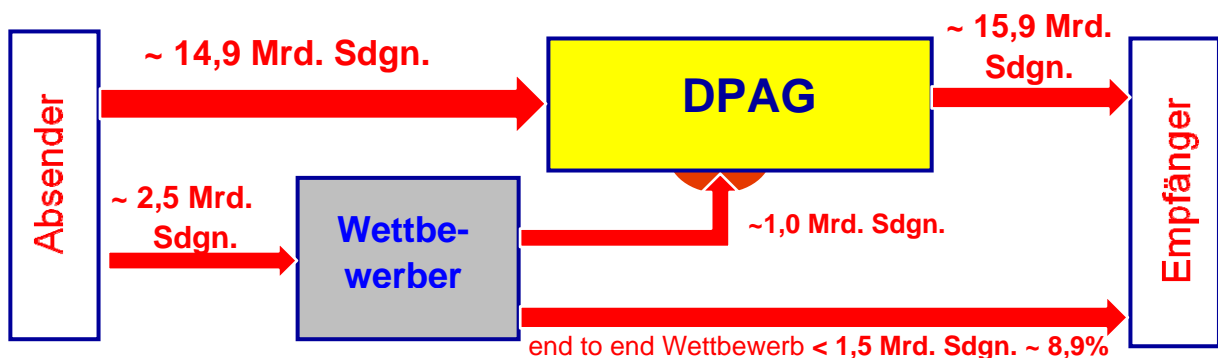 Absender
~ 14,9 Mrd. Sdgn.
DPAG
~ 15,9 Mrd.
Sdgn.
Empfänger
~ 2,5 Mrd.
Sdgn.
Wettbe-
werber
~1,0 Mrd. Sdgn.
end to end Wettbewerb < 1,5 Mrd. Sdgn. ~ 8,9%